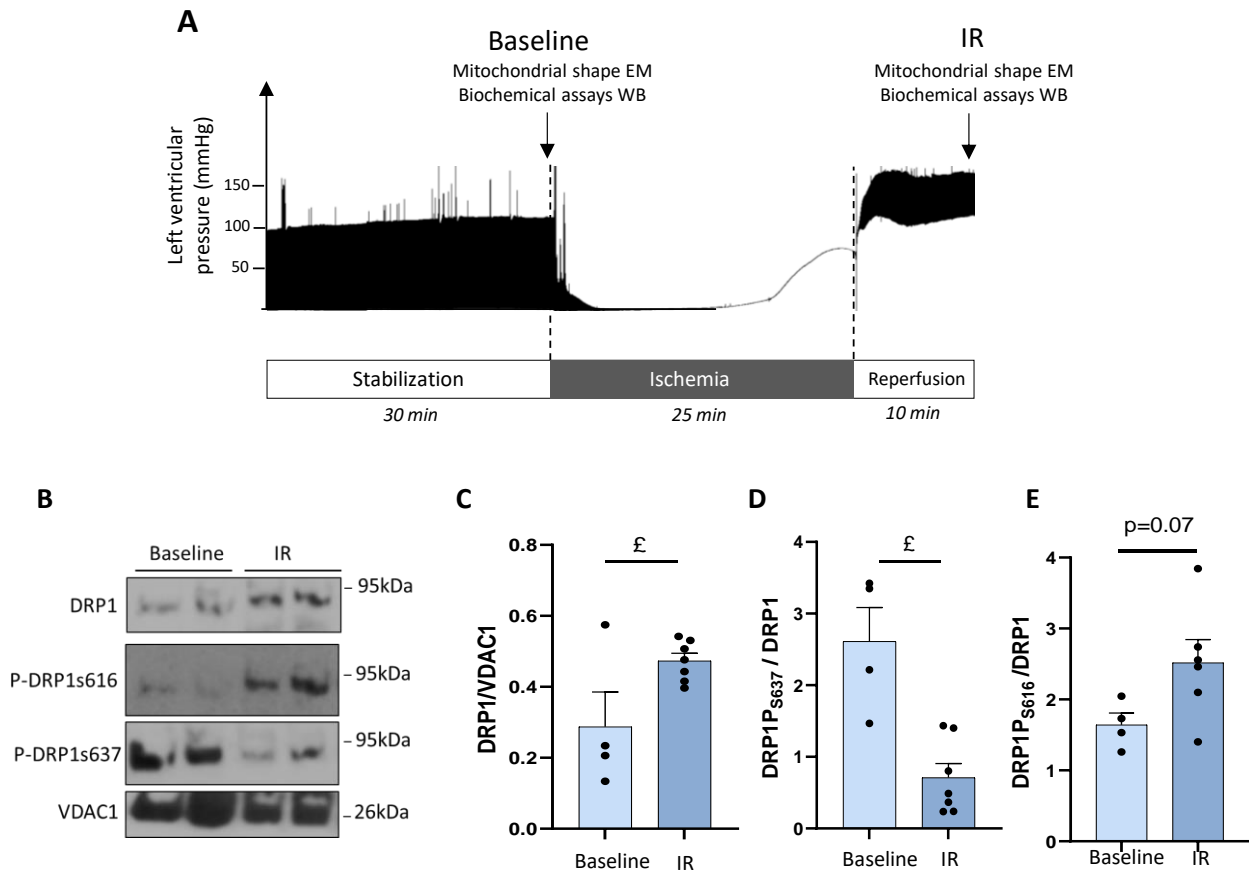 A
Baseline
Mitochondrial shape EM
Biochemical assays WB
IR
Mitochondrial shape EM
Biochemical assays WB
Left ventricular
pressure (mmHg)
150
100
50
Stabilization
Ischemia
Reperfusion
30 min
25 min
10 min
B
Baseline IR
DRP1
95kDa
P-DRP1s616
95kDa
P-DRP1s637
95kDa
VDAC1
26kDa
C
£
DRP1/VDAC1
0.8
0.6
0.4
0.2
0.0
Baseline IR
D
£
DRP1PS637 / DRP1
4
3
2
1
0
Baseline IR
E
p=0.07
DRP1PS616 /DRP1
4
3
2
1
0
Baseline IR